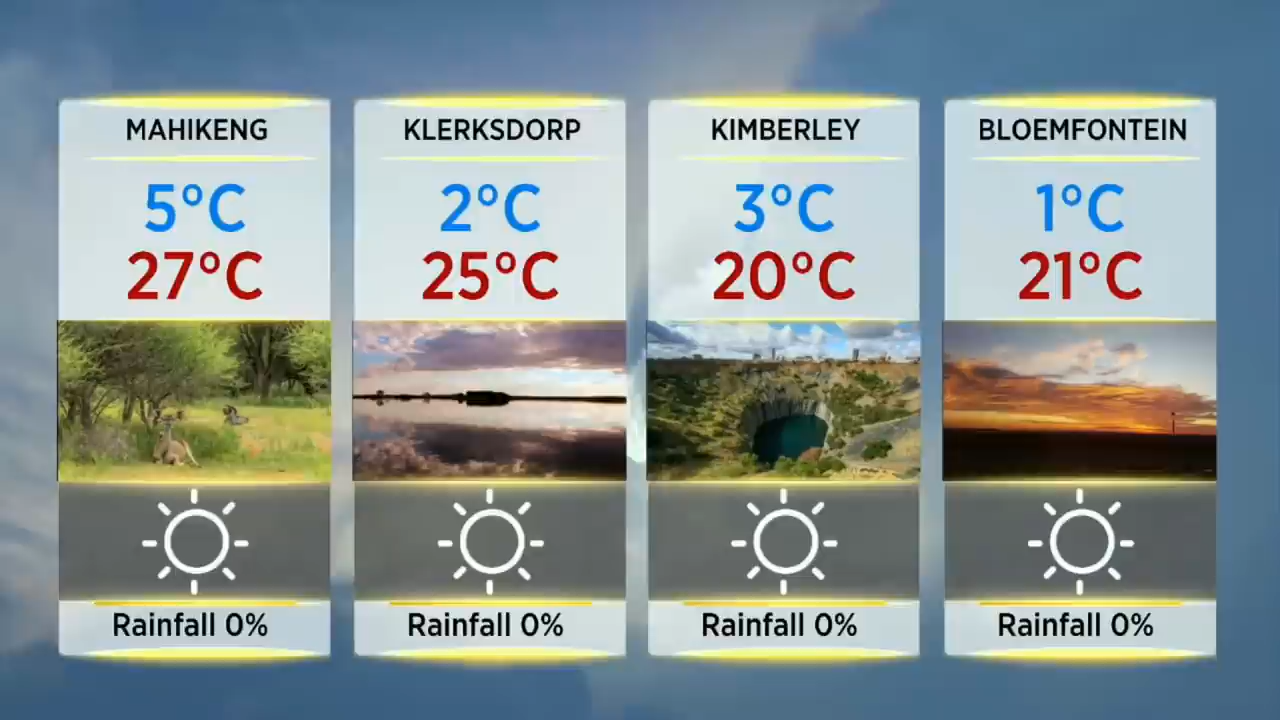 MAHIKENG
5°C
27°C
Rainfall 0%
KLERKSDORP
2°C
25°C
Rainfall 0%
KIMBERLEY
3°C
20°C
Rainfall 0%
BLOEMFONTEIN
1°C
21°C
Rainfall 0%